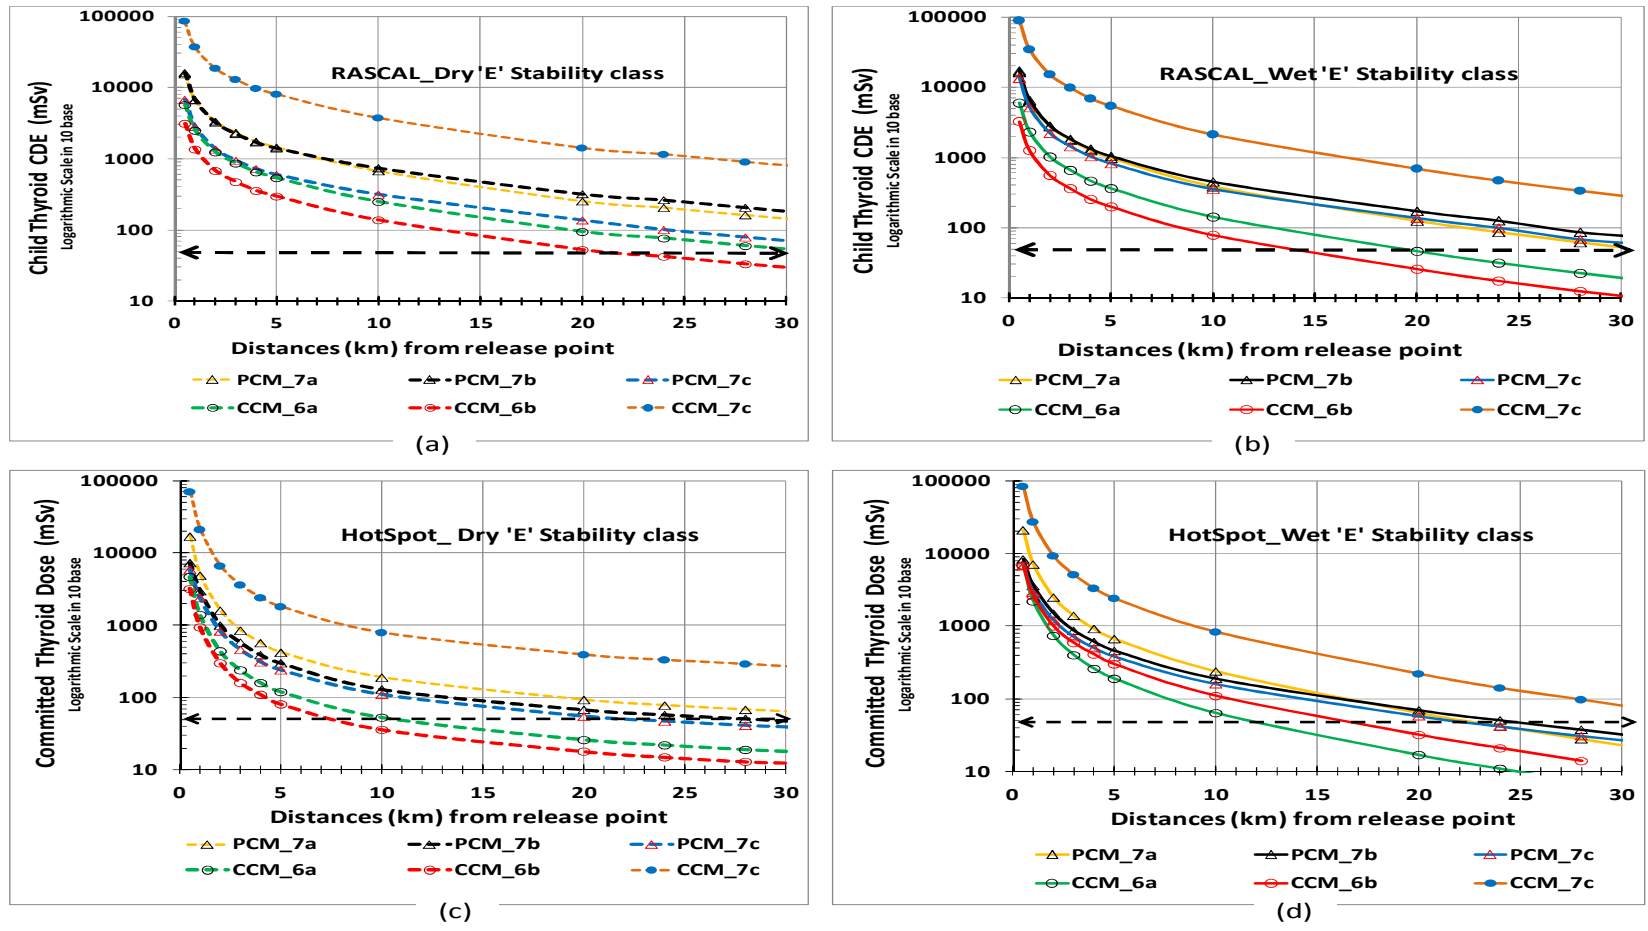 RASCAL_Dry 'E' Stability class
Child Thyroid CDE (mSv)
Logarithmic Scale in 10 base
100000
10000
1000
100
10
0 5 10 15 20 25 30
Distances (km) from release point
PCM_7a PCM_7b PCM_7c
CCM_6a CCM_6b CCM_7c
(a)
RASCAL_Wet 'E' Stability class
Child Thyroid CDE (mSv)
Logarithmic Scale in 10 base
100000
10000
1000
100
10
0 5 10 15 20 25 30
Distances (km) from release point
PCM_7a PCM_7b PCM_7c
CCM_6a CCM_6b CCM_7c
(b)
HotSpot_ Dry 'E' Stability class
Committed Thyroid Dose (mSv)
Logarithmic Scale in 10 base
100000
10000
1000
100
10
0 5 10 15 20 25 30
Distances (km) from release point
PCM_7a PCM_7b PCM_7c
CCM_6a CCM_6b CCM_7c
(c)
HotSpot_Wet 'E' Stability class
Committed Thyroid Dose (mSv)
Logarithmic Scale in 10 base
100000
10000
1000
100
10
0 5 10 15 20 25 30
Distances (km) from release point
PCM_7a PCM_7b PCM_7c
CCM_6a CCM_6b CCM_7c
(d)